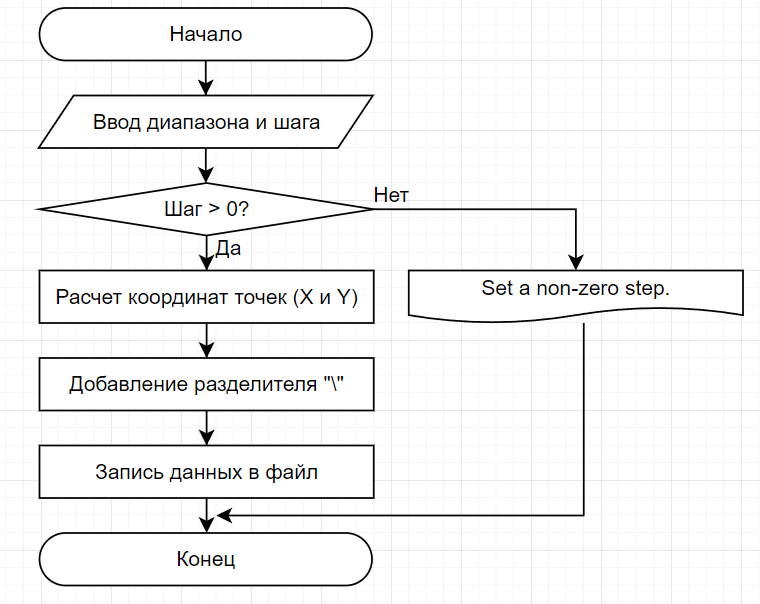 Начало
Ввод диапазона и шага
Шаг > 0?
Нет
Да
Расчет координат точек (X и Y)
Set a non-zero step.
Добавление разделителя "\"
Запись данных в файл
Конец